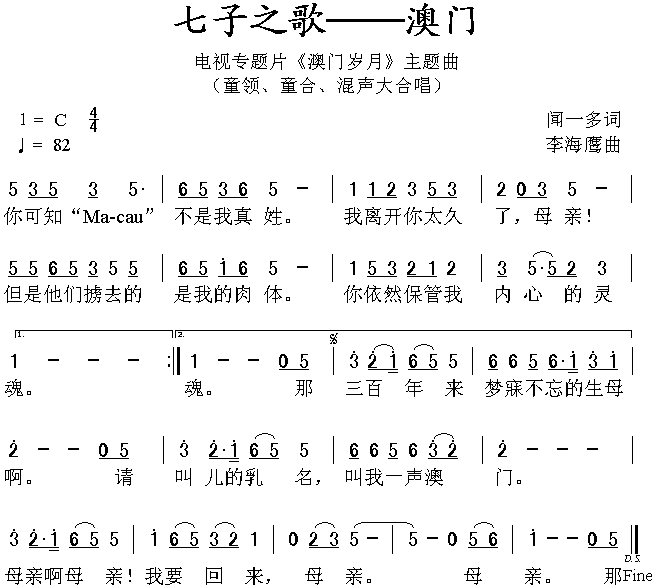 七子之歌——澳门
电视专题片《澳门岁月》主题曲
（童领、童合、混声大合唱）
1 = C 4/4
闻一多词
♩= 82
李海鹰曲
5 3 5 3 5· | 6 5 3 6 5 − | 1 1 2 3 5 3 | 2 0 3 5 − |
你可知“Ma-cau” 不是我真 姓。 我离开你太久 了，母 亲！
5 5 6 5 3 5 5 | 6 5 i 6 5 − | 1 5 3 2 1 2 | 3 5·5 2 3 |
但是他们掳去的 是我的肉 体。 你依然保管我 内 心 的 灵
1. 2. 𝄋
1 − − − :‖ 1 − − 0 5 | 3 2 i 6 5 5 | 6 6 5 6·i 3 i |
魂。 魂。 那 三百 年 来 梦寐不忘的生母
2 − − 0 5 | 3 2·i 6 5 5 | 6 6 5 6 3 2 | 2 − − − |
啊。 请 叫 儿的乳 名，叫我一声澳 门。
3 2·i 6 5 5 | i 6 5 3 2 1 | 0 2 3 5 − | 5 − 0 5 6 | i − − 0 5 ‖
D.S.
母亲啊母 亲！我要 回 来， 母 亲。 母 亲。 那Fine